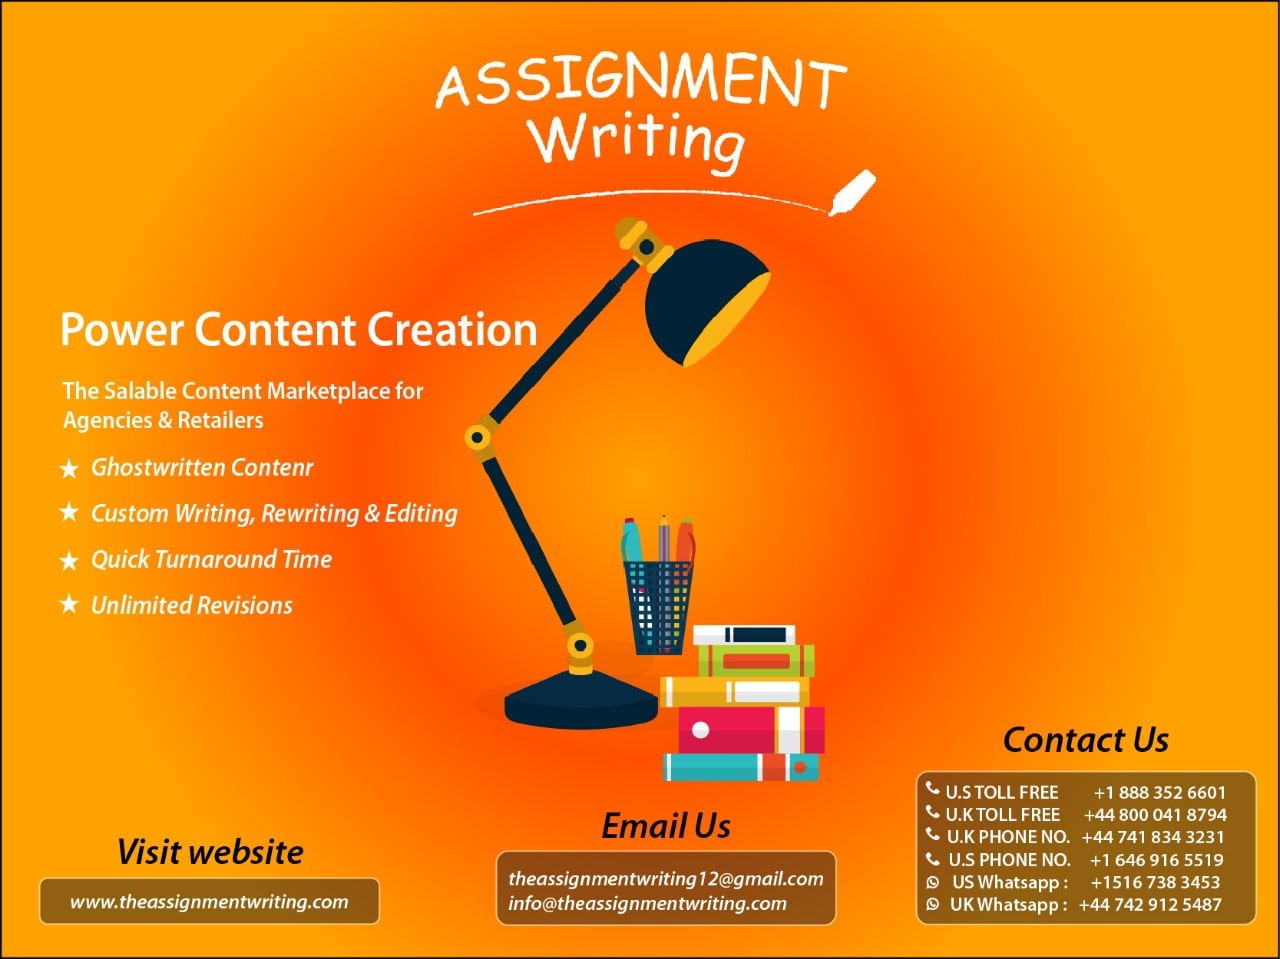 ASSIGNMENT
Writing
Power Content Creation
The Salable Content Marketplace for
Agencies & Retailers
Ghostwritten Contenr
Custom Writing, Rewriting & Editing
Quick Turnaround Time
Unlimited Revisions
Visit website
www.theassignmentwriting.com
Email Us
theassignmentwriting12@gmail.com
info@theassignmentwriting.com
Contact Us
U.S TOLL FREE +1 888 352 6601
U.K TOLL FREE +44 800 041 8794
U.K PHONE NO. +44 741 834 3231
U.S PHONE NO. +1 646 916 5519
US Whatsapp : +1516 738 3453
UK Whatsapp : +44 742 912 5487